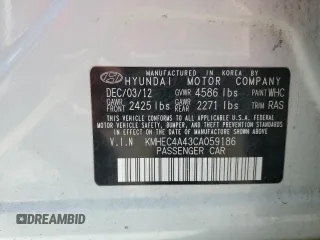 MANUFACTURED IN KOREA BY
HYUNDAI MOTOR COMPANY
DEC/03/12 GVWR 4586 lbs PAINT WHC
GAWR FRONT 2425 lbs GAWR REAR 2271 lbs TRIM RAS
THIS VEHICLE CONFORMS TO ALL APPLICABLE U.S.A. FEDERAL
MOTOR VEHICLE SAFETY, BUMPER, AND THEFT PREVENTION
STANDARDS IN EFFECT ON THE DATE OF MANUFACTURE SHOWN ABOVE.
V.I.N KMHEC4A43CA059186
PASSENGER CAR
© DREAMBID